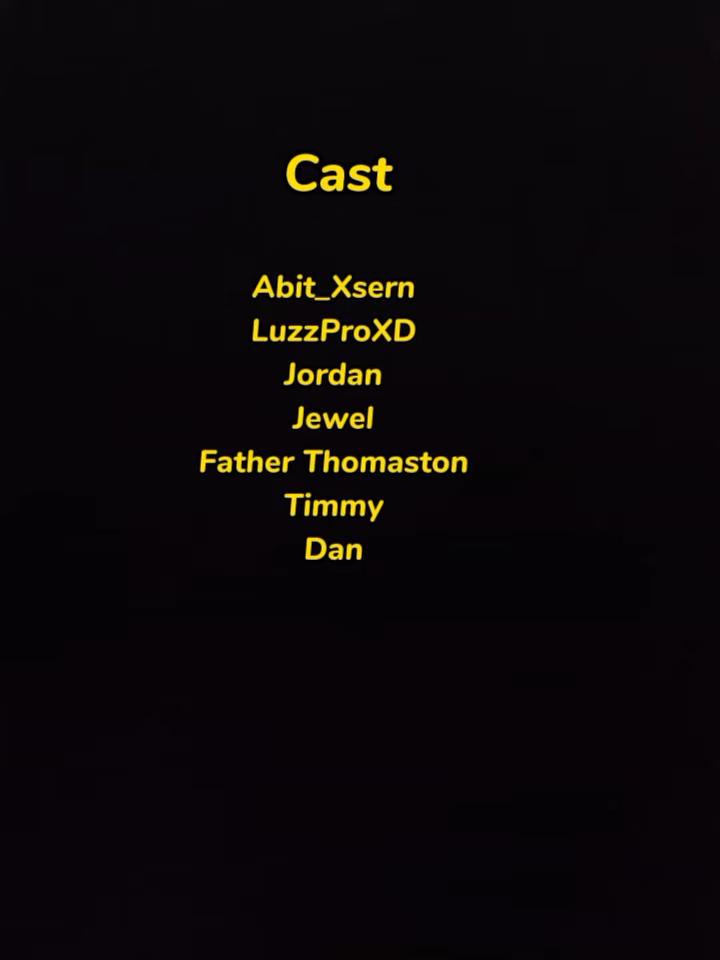 Cast
Abit_Xsern
LuzzProXD
Jordan
Jewel
Father Thomaston
Timmy
Dan